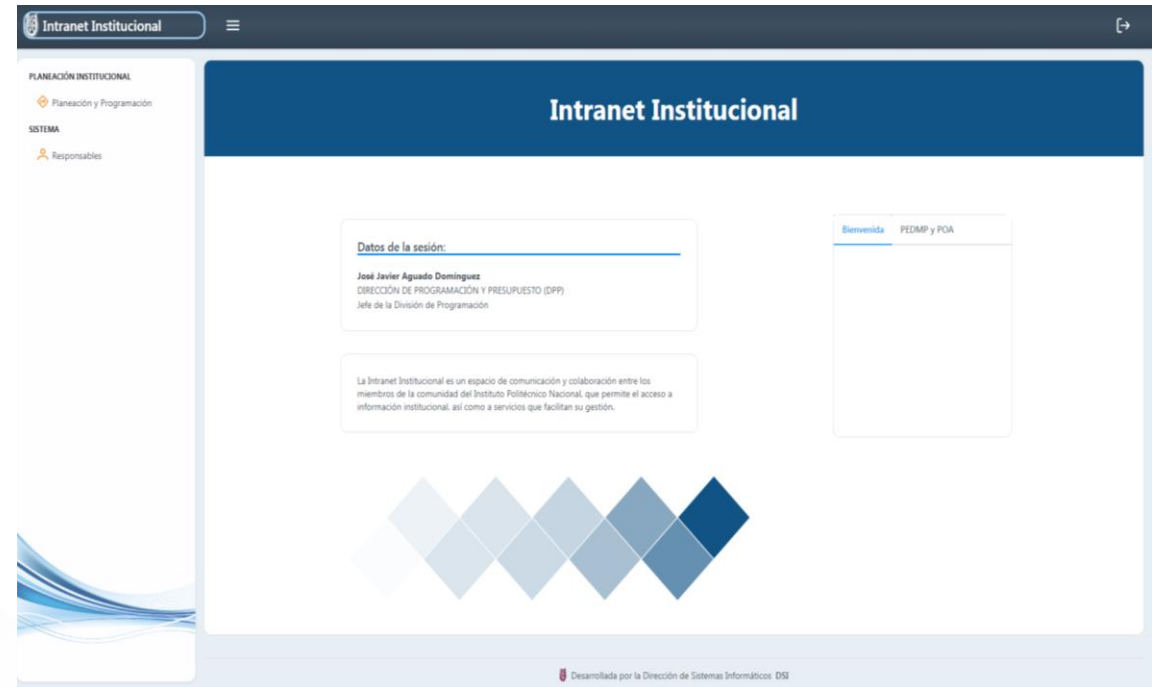 Intranet Institucional
PLANEACIÓN INSTITUCIONAL
Planeación y Programación
SISTEMA
Responsables
Intranet Institucional
Datos de la sesión:
José Javier Aguado Domínguez
DIRECCIÓN DE PROGRAMACIÓN Y PRESUPUESTO (DPP)
Jefe de la División de Programación
La Intranet Institucional es un espacio de comunicación y colaboración entre los
miembros de la comunidad del Instituto Politécnico Nacional, que permite el acceso a
información institucional, así como a servicios que facilitan su gestión.
Bienvenida PEDMP y POA
Desarrollada por la Dirección de Sistemas Informáticos DSI